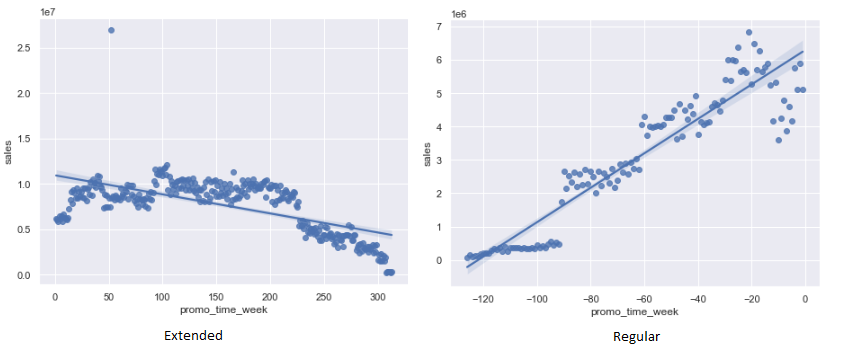 1e7
2.5
2.0
1.5
1.0
0.5
0.0
sales
0 50 100 150 200 250 300
promo_time_week
Extended
1e6
7
6
5
4
3
2
1
0
sales
−120 −100 −80 −60 −40 −20 0
promo_time_week
Regular